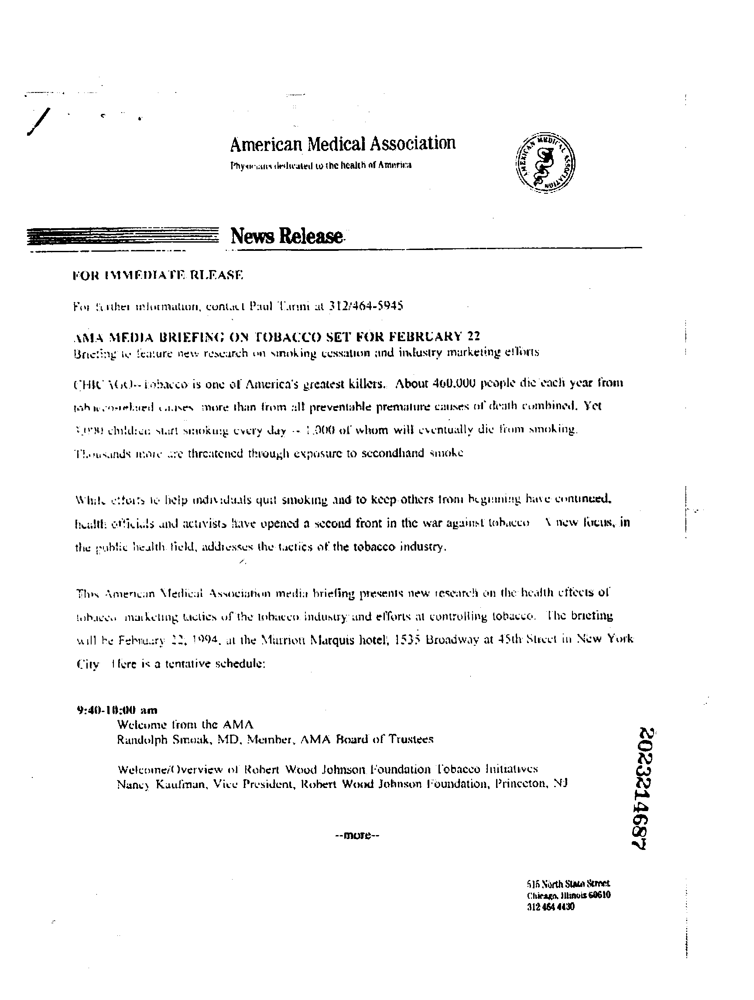 American Medical Association
Physicians dedicated to the health of America
AMERICAN MEDICAL ASSOCIATION
News Release
FOR IMMEDIATE RLEASE
For further information, contact Paul Tarini at 312/464-5945
AMA MEDIA BRIEFING ON TOBACCO SET FOR FEBRUARY 22
Briefing to feature new research on smoking cessation and industry marketing efforts
CHICAGO--Tobacco is one of America's greatest killers. About 460,000 people die each year from
tobacco-related causes more than from all preventable premature causes of death combined. Yet
3,000 children start smoking every day -- 1,000 of whom will eventually die from smoking.
Thousands more are threatened through exposure to secondhand smoke
While efforts to help individuals quit smoking and to keep others from beginning have continued,
health officials and activists have opened a second front in the war against tobacco A new focus, in
the public health field, addresses the tactics of the tobacco industry.
This American Medical Association media briefing presents new research on the health effects of
tobacco marketing tactics of the tobacco industry and efforts at controlling tobacco. The briefing
will be February 22, 1994, at the Marriott Marquis hotel, 1535 Broadway at 45th Street in New York
City Here is a tentative schedule:
9:40-10:00 am
Welcome from the AMA
Randolph Smoak, MD, Member, AMA Board of Trustees
Welcome/Overview of Robert Wood Johnson Foundation Tobacco Initiatives
Nancy Kaufman, Vice President, Robert Wood Johnson Foundation, Princeton, NJ
--more--
2023214687
515 North State Street
Chicago, Illinois 60610
312 464 4430